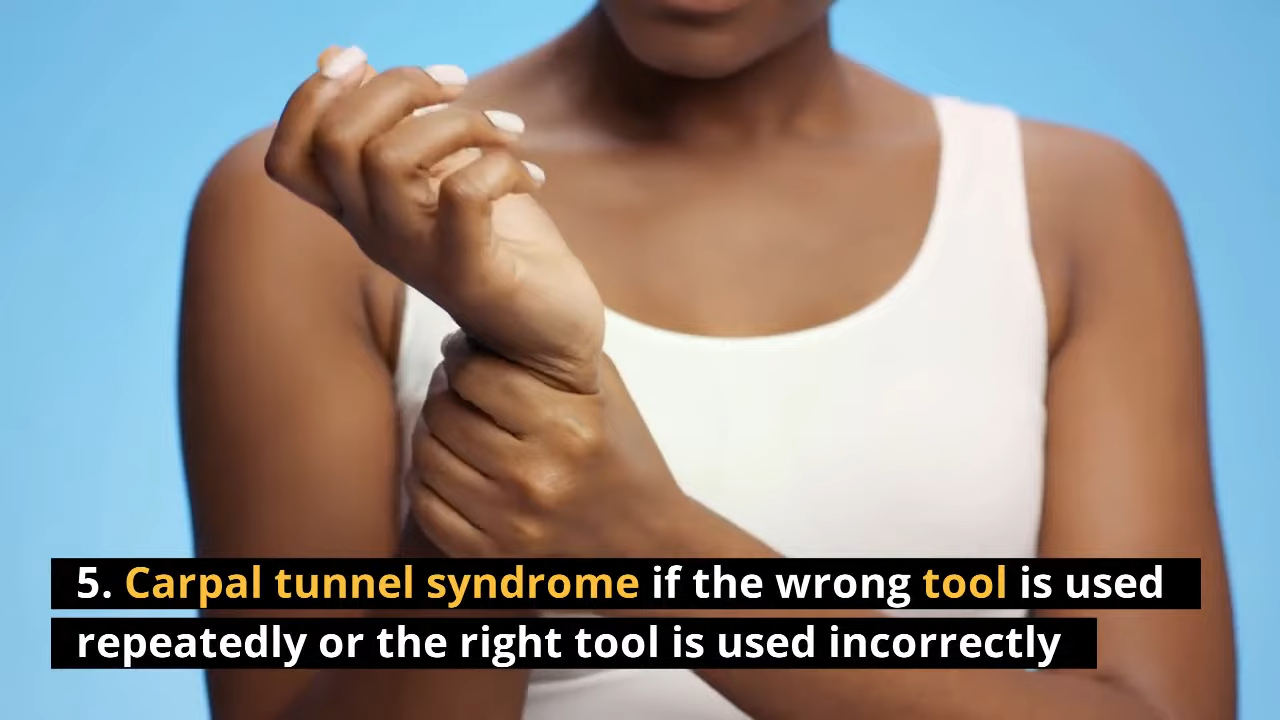 5. Carpal tunnel syndrome if the wrong tool is used
repeatedly or the right tool is used incorrectly